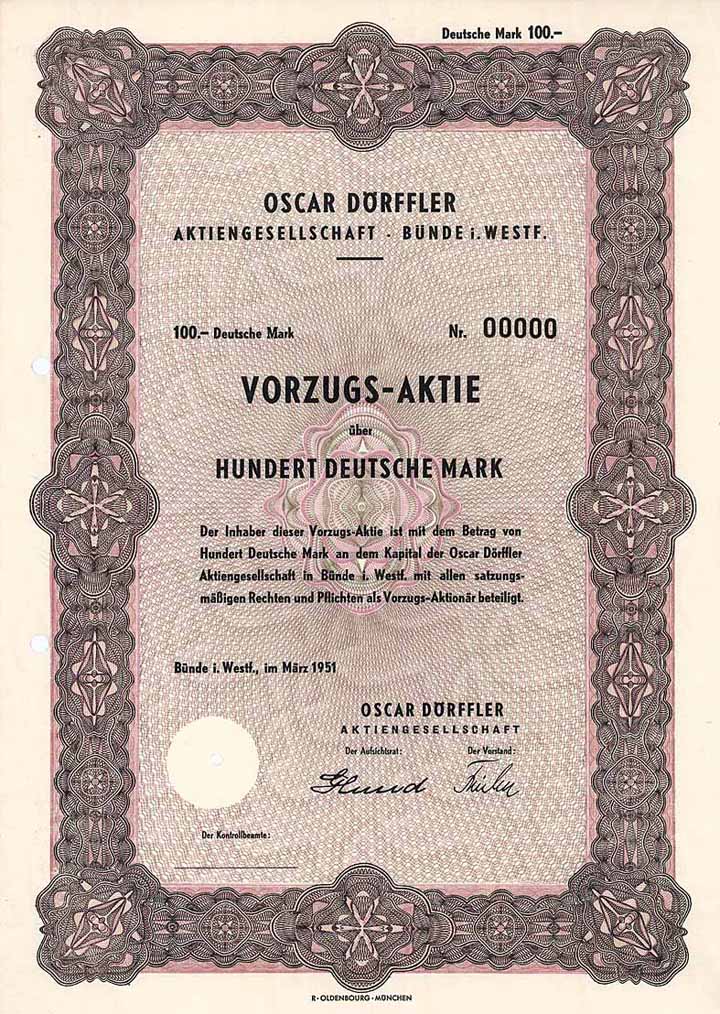 Deutsche Mark 100.–
OSCAR DÖRFFLER
AKTIENGESELLSCHAFT - BÜNDE i. WESTF.
100.– Deutsche Mark Nr. 00000
VORZUGS-AKTIE
über
HUNDERT DEUTSCHE MARK
Der Inhaber dieser Vorzugs-Aktie ist mit dem Betrag von
Hundert Deutsche Mark an dem Kapital der Oscar Dörffler
Aktiengesellschaft in Bünde i. Westf. mit allen satzungs-
mäßigen Rechten und Pflichten als Vorzugs-Aktionär beteiligt.
Bünde i. Westf., im März 1951
OSCAR DÖRFFLER
AKTIENGESELLSCHAFT
Der Aufsichtsrat: Der Vorstand:
Der Kontrollbeamte:
R·OLDENBOURG·MÜNCHEN